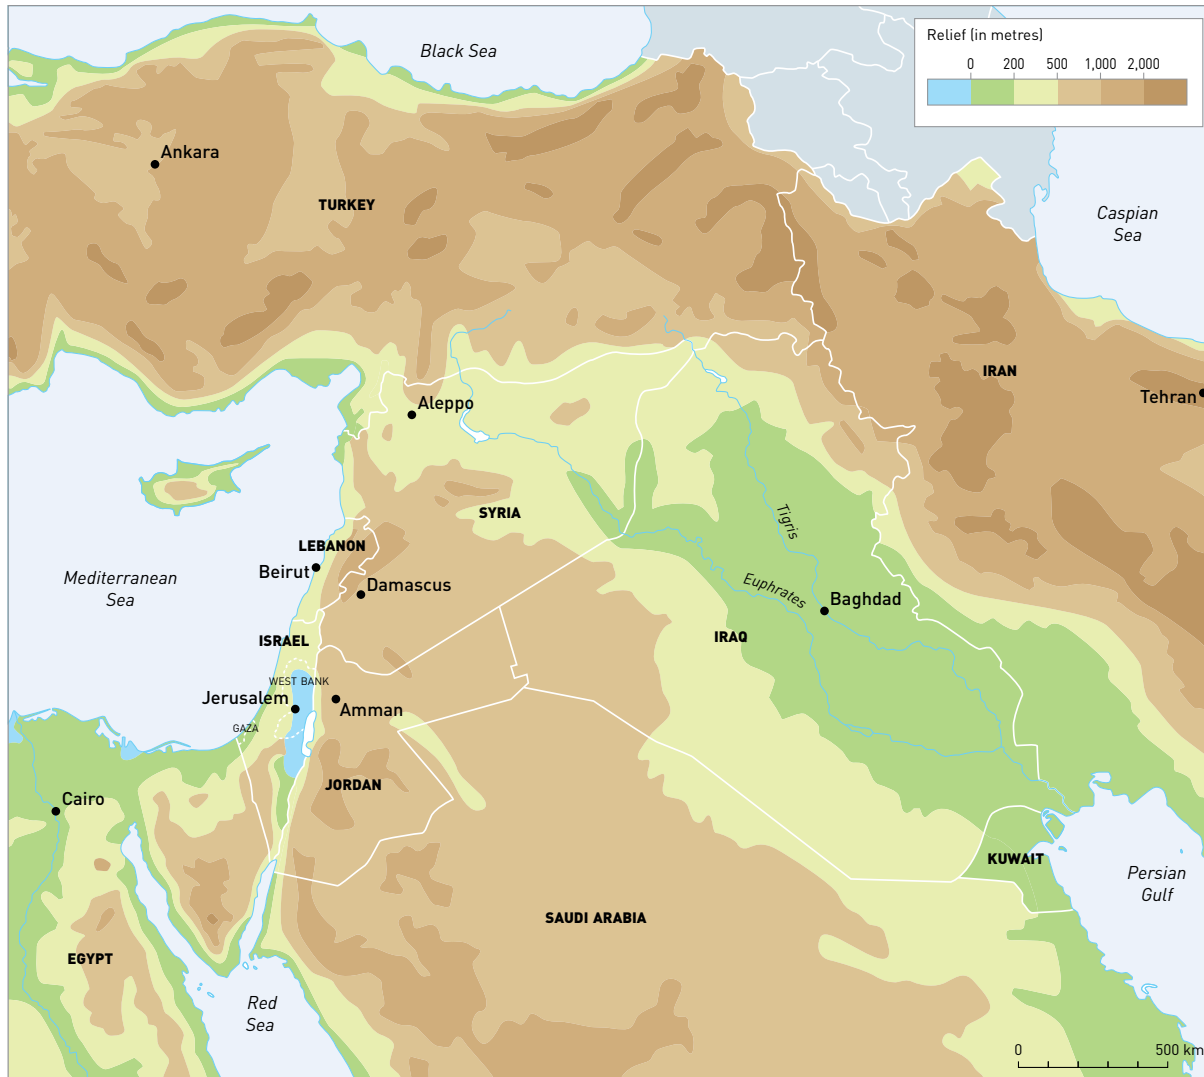 Black Sea
Relief (in metres)
0 200 500 1,000 2,000
Ankara
TURKEY
Caspian
Sea
IRAN
Tehran
Aleppo
SYRIA
Tigris
LEBANON
Beirut
Mediterranean
Sea
Damascus
Euphrates
Baghdad
ISRAEL
IRAQ
WEST BANK
Jerusalem
Amman
GAZA
JORDAN
Cairo
KUWAIT
Persian
Gulf
SAUDI ARABIA
EGYPT
Red
Sea
0 500 km